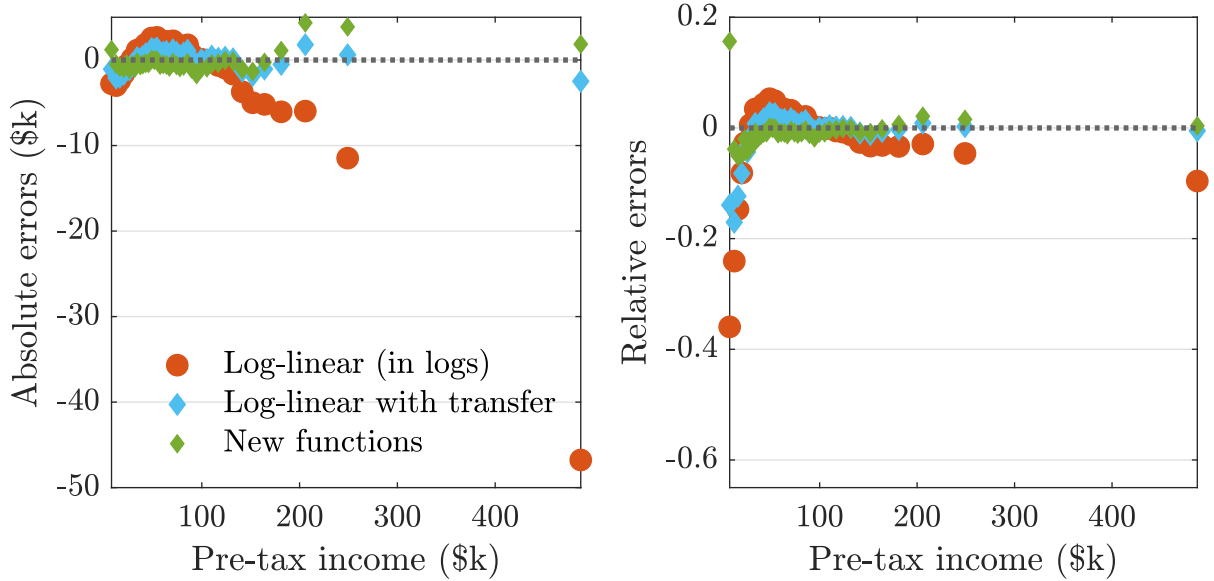 0
-10
-20
-30
-40
-50
Absolute errors ($k)
Log-linear (in logs)
Log-linear with transfer
New functions
100 200 300 400
Pre-tax income ($k)
0.2
0
-0.2
-0.4
-0.6
Relative errors
100 200 300 400
Pre-tax income ($k)